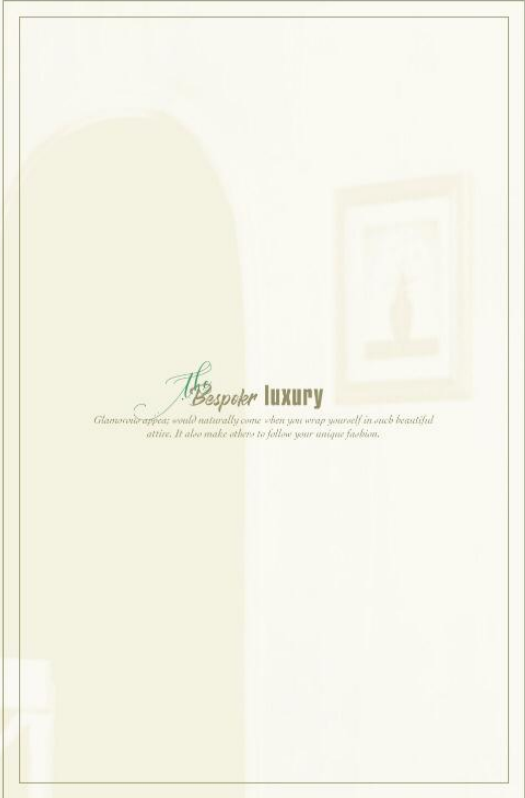 The
Bespoke luxury
Glamorous appeal would naturally come when you wrap yourself in such beautiful
attire. It also make others to follow your unique fashion.